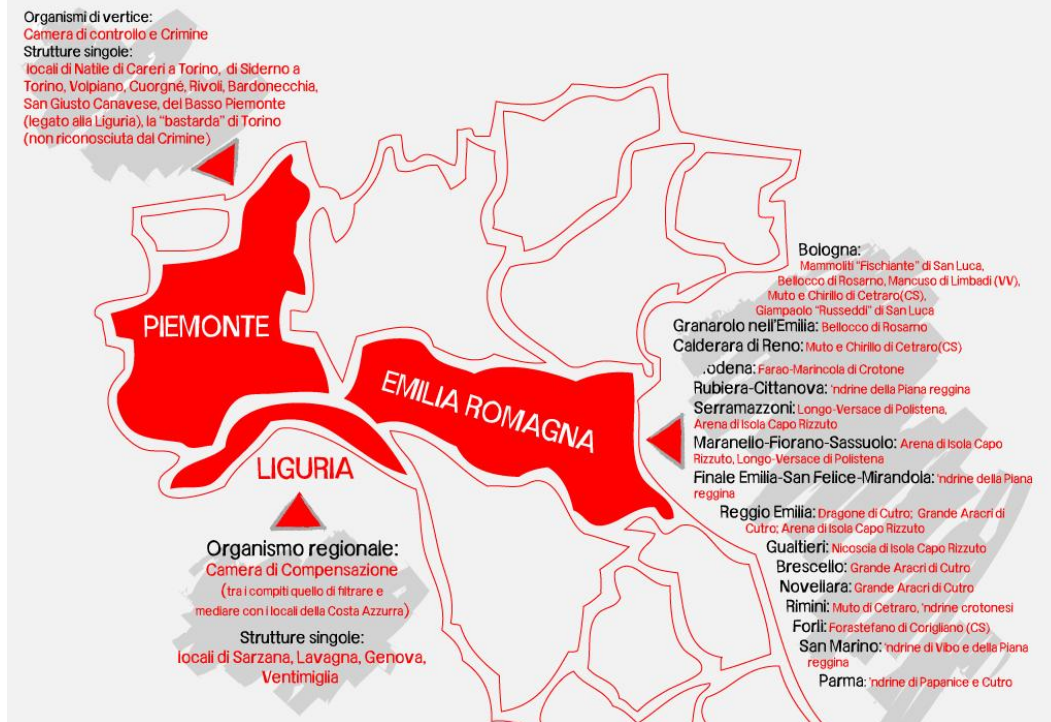 Organismi di vertice:
Camera di controllo e Crimine
Strutture singole:
locali di Natile di Careri a Torino, di Siderno a
Torino, Volpiano, Cuorgné, Rivoli, Bardonecchia,
San Giusto Canavese, del Basso Piemonte
(legato alla Liguria), la "bastarda" di Torino
(non riconosciuta dal Crimine)
PIEMONTE
EMILIA ROMAGNA
LIGURIA
Organismo regionale:
Camera di Compensazione
(tra i compiti quello di filtrare e
mediare con i locali della Costa Azzurra)
Strutture singole:
locali di Sarzana, Lavagna, Genova,
Ventimiglia
Bologna:
Mammoliti "Fischiante" di San Luca,
Bellocco di Rosarno, Mancuso di Limbadi (VV),
Muto e Chirillo di Cetraro(CS),
Giampaolo "Russeddi" di San Luca
Granarolo nell'Emilia: Bellocco di Rosarno
Calderara di Reno: Muto e Chirillo di Cetraro(CS)
odena: Farao-Marincola di Crotone
Rubiera-Cittanova: 'ndrine della Piana reggina
Serramazzoni: Longo-Versace di Polistena,
Arena di Isola Capo Rizzuto
Maranello-Fiorano-Sassuolo: Arena di Isola Capo
Rizzuto, Longo-Versace di Polistena
Finale Emilia-San Felice-Mirandola: 'ndrine della Piana
reggina
Reggio Emilia: Dragone di Cutro; Grande Aracri di
Cutro; Arena di Isola Capo Rizzuto
Gualtieri: Nicoscia di Isola Capo Rizzuto
Brescello: Grande Aracri di Cutro
Novellara: Grande Aracri di Cutro
Rimini: Muto di Cetraro, 'ndrine crotonesi
Forlì: Forastefano di Corigliano (CS)
San Marino: 'ndrine di Vibo e della Piana
reggina
Parma: 'ndrine di Papanice e Cutro